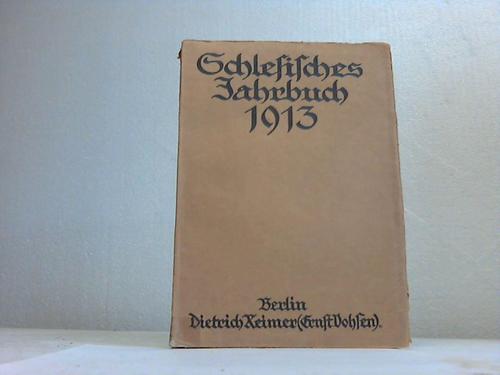 Schlesisches
Jahrbuch
1913
Berlin
Dietrich Reimer (Ernst Vohsen).